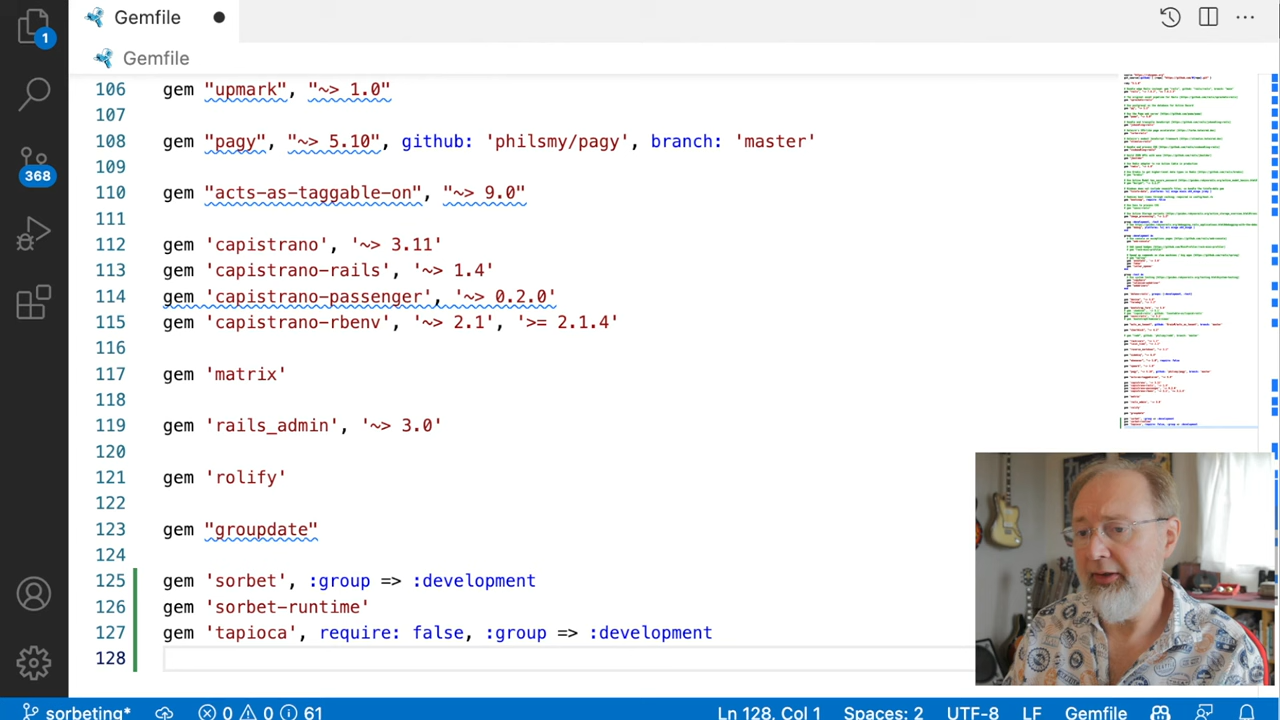 Gemfile
1
Gemfile
106 gem "upmark", "~> 1.0"
107
108 gem "pagy", "~> 5.10", github: 'philsmy/pagy', branch: 'master'
109
110 gem "acts-as-taggable-on", "~> 9.0"
111
112 gem 'capistrano', '~> 3.11'
113 gem 'capistrano-rails', '~> 1.4'
114 gem 'capistrano-passenger', '~> 0.2.0'
115 gem 'capistrano-rbenv', '~> 2.1', '>= 2.1.4'
116
117 gem 'matrix'
118
119 gem 'rails_admin', '~> 3.0'
120
121 gem 'rolify'
122
123 gem "groupdate"
124
125 gem 'sorbet', :group => :development
126 gem 'sorbet-runtime'
127 gem 'tapioca', require: false, :group => :development
128
368
sorbeting* 0 0 61 Ln 128, Col 1 Spaces: 2 UTF-8 LF Gemfile